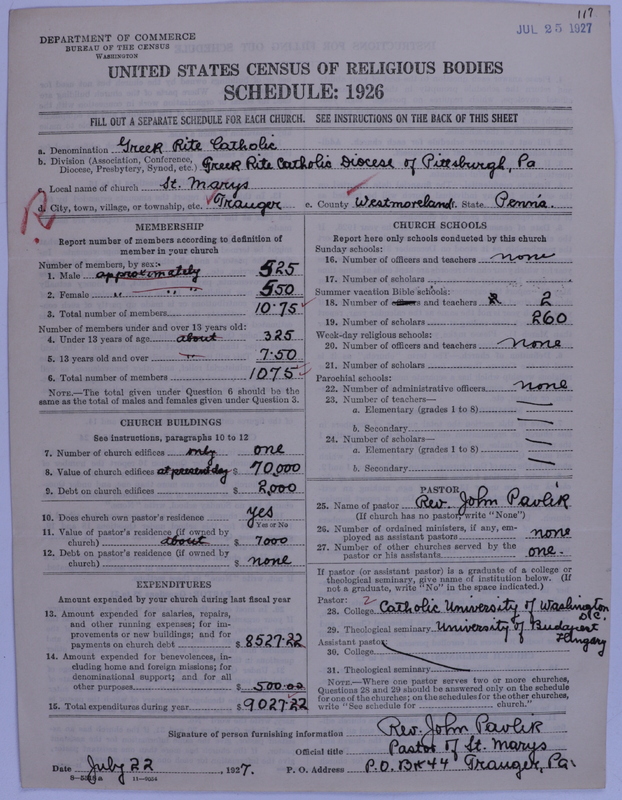 117
JUL 25 1927
DEPARTMENT OF COMMERCE
BUREAU OF THE CENSUS
WASHINGTON
UNITED STATES CENSUS OF RELIGIOUS BODIES
SCHEDULE: 1926
FILL OUT A SEPARATE SCHEDULE FOR EACH CHURCH. SEE INSTRUCTIONS ON THE BACK OF THIS SHEET
a. Denomination Greek Rite Catholic
b. Division (Association, Conference, Diocese, Presbytery, Synod, etc.) Greek Rite Catholic Diocese of Pittsburgh, Pa
c. Local name of church St. Marys
d. City, town, village, or township, etc. Trauger e. County Westmoreland State Penn'a.
MEMBERSHIP
Report number of members according to definition of
member in your church
Number of members, by sex:
1. Male approximately 525
2. Female " " " 550
3. Total number of members 10.75
Number of members under and over 13 years old:
4. Under 13 years of age about 325
5. 13 years old and over " 7.50
6. Total number of members 1075
NOTE.—The total given under Question 6 should be the
same as the total of males and females given under Question 3.
CHURCH BUILDINGS
See instructions, paragraphs 10 to 12
7. Number of church edifices only one
8. Value of church edifices at present day $ 70,000
9. Debt on church edifices $ 2,000
10. Does church own pastor's residence yes
Yes or No
11. Value of pastor's residence (if owned by
church) about $ 7000
12. Debt on pastor's residence (if owned by
church) $ none
EXPENDITURES
Amount expended by your church during last fiscal year
13. Amount expended for salaries, repairs,
and other running expenses; for im-
provements or new buildings; and for
payments on church debt $ 8527.22
14. Amount expended for benevolences, in-
cluding home and foreign missions; for
denominational support; and for all
other purposes $ 500.00
15. Total expenditures during year $ 9027.22
CHURCH SCHOOLS
Report here only schools conducted by this church
Sunday schools:
16. Number of officers and teachers none
17. Number of scholars
Summer vacation Bible schools:
18. Number of officers and teachers 2
19. Number of scholars 260
Week-day religious schools:
20. Number of officers and teachers none
21. Number of scholars
Parochial schools:
22. Number of administrative officers none
23. Number of teachers—
a. Elementary (grades 1 to 8)
b. Secondary
24. Number of scholars—
a. Elementary (grades 1 to 8)
b. Secondary
PASTOR
25. Name of pastor Rev. John Pavlik
(If church has no pastor, write "None")
26. Number of ordained ministers, if any, em-
ployed as assistant pastors none
27. Number of other churches served by the
pastor or his assistants one.
If pastor (or assistant pastor) is a graduate of a college or
theological seminary, give name of institution below. (If
not a graduate, write "No" in the space indicated.)
Pastor: 2
28. College Catholic University of Washington D.C.
29. Theological seminary University of Budapest Hungary
Assistant pastor:
30. College
31. Theological seminary
NOTE.—Where one pastor serves two or more churches,
Questions 28 and 29 should be answered only on the schedule
for one of the churches; on the schedules for the other churches,
write "See schedule for church."
Signature of person furnishing information Rev. John Pavlik
Official title Pastor of St. Marys
Date July 22, 1927. P. O. Address P.O. Bx 44 Trauger, Pa.
8—5518a 11—9054